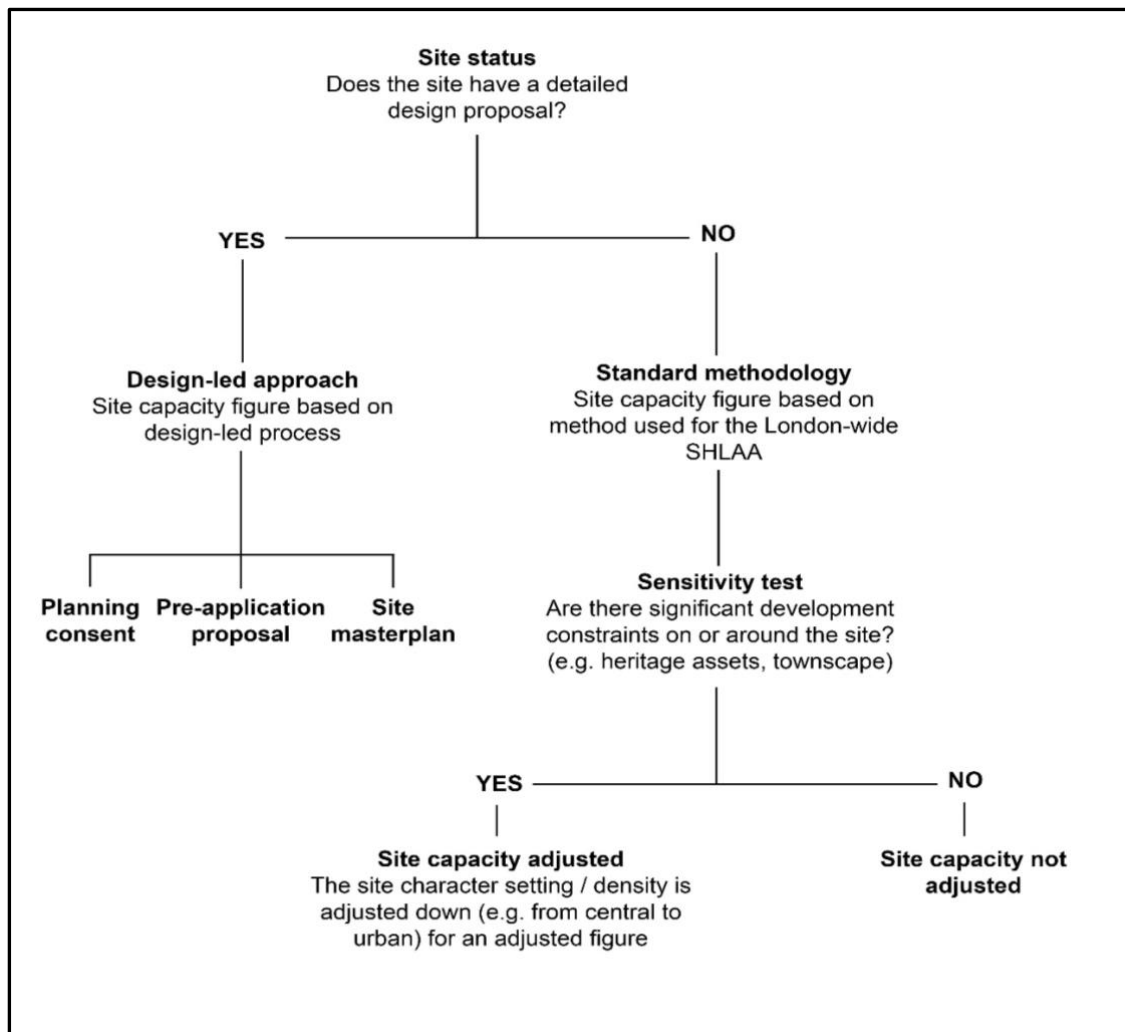 Site status
Does the site have a detailed
design proposal?
YES
NO
Design-led approach
Site capacity figure based on
design-led process
Standard methodology
Site capacity figure based on
method used for the London-wide
SHLAA
Planning
consent
Pre-application
proposal
Site
masterplan
Sensitivity test
Are there significant development
constraints on or around the site?
(e.g. heritage assets, townscape)
YES
NO
Site capacity adjusted
The site character setting / density is
adjusted down (e.g. from central to
urban) for an adjusted figure
Site capacity not
adjusted